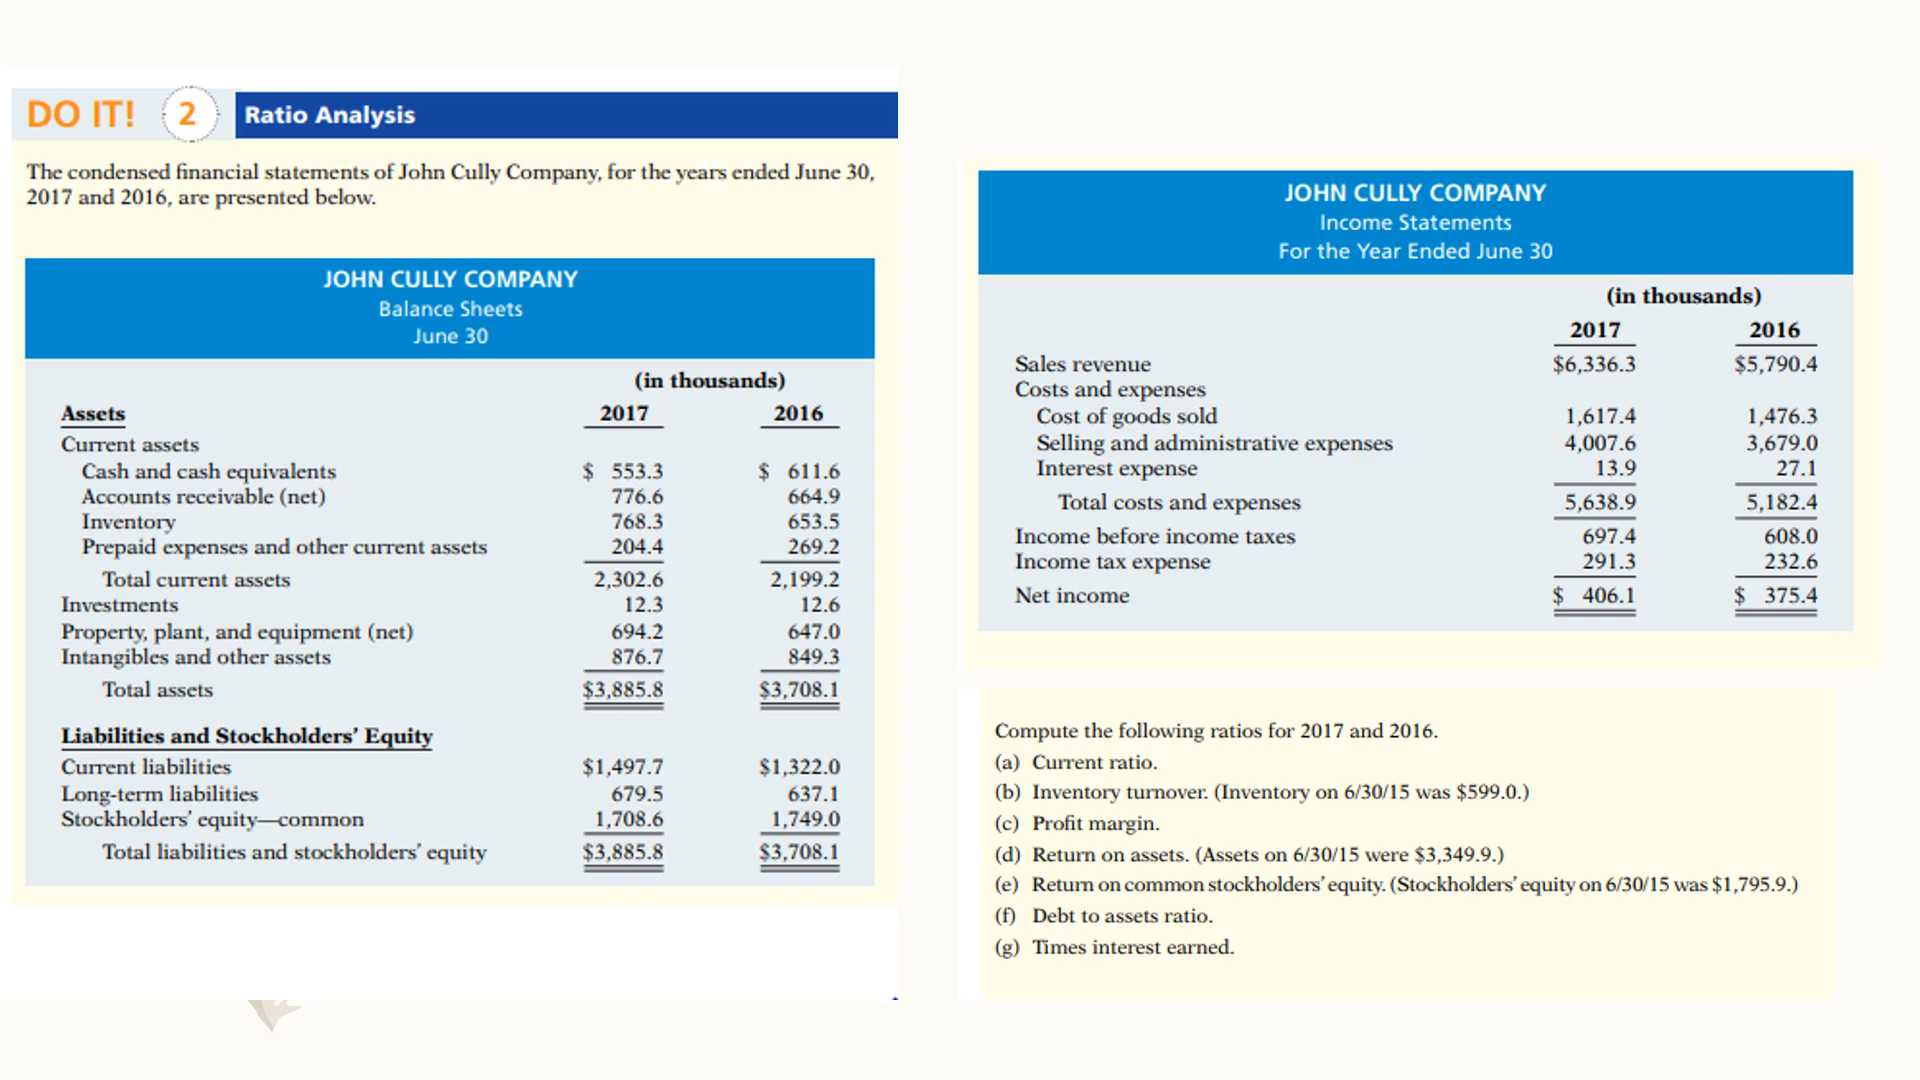 DO IT! 2 Ratio Analysis
The condensed financial statements of John Cully Company, for the years ended June 30,
2017 and 2016, are presented below.
JOHN CULLY COMPANY
Balance Sheets
June 30
(in thousands)
Assets 2017 2016
Current assets
Cash and cash equivalents $ 553.3 $ 611.6
Accounts receivable (net) 776.6 664.9
Inventory 768.3 653.5
Prepaid expenses and other current assets 204.4 269.2
Total current assets 2,302.6 2,199.2
Investments 12.3 12.6
Property, plant, and equipment (net) 694.2 647.0
Intangibles and other assets 876.7 849.3
Total assets $3,885.8 $3,708.1
Liabilities and Stockholders’ Equity
Current liabilities $1,497.7 $1,322.0
Long-term liabilities 679.5 637.1
Stockholders’ equity—common 1,708.6 1,749.0
Total liabilities and stockholders’ equity $3,885.8 $3,708.1
JOHN CULLY COMPANY
Income Statements
For the Year Ended June 30
(in thousands)
2017 2016
Sales revenue $6,336.3 $5,790.4
Costs and expenses
Cost of goods sold 1,617.4 1,476.3
Selling and administrative expenses 4,007.6 3,679.0
Interest expense 13.9 27.1
Total costs and expenses 5,638.9 5,182.4
Income before income taxes 697.4 608.0
Income tax expense 291.3 232.6
Net income $ 406.1 $ 375.4
Compute the following ratios for 2017 and 2016.
(a) Current ratio.
(b) Inventory turnover. (Inventory on 6/30/15 was $599.0.)
(c) Profit margin.
(d) Return on assets. (Assets on 6/30/15 were $3,349.9.)
(e) Return on common stockholders’ equity. (Stockholders’ equity on 6/30/15 was $1,795.9.)
(f) Debt to assets ratio.
(g) Times interest earned.